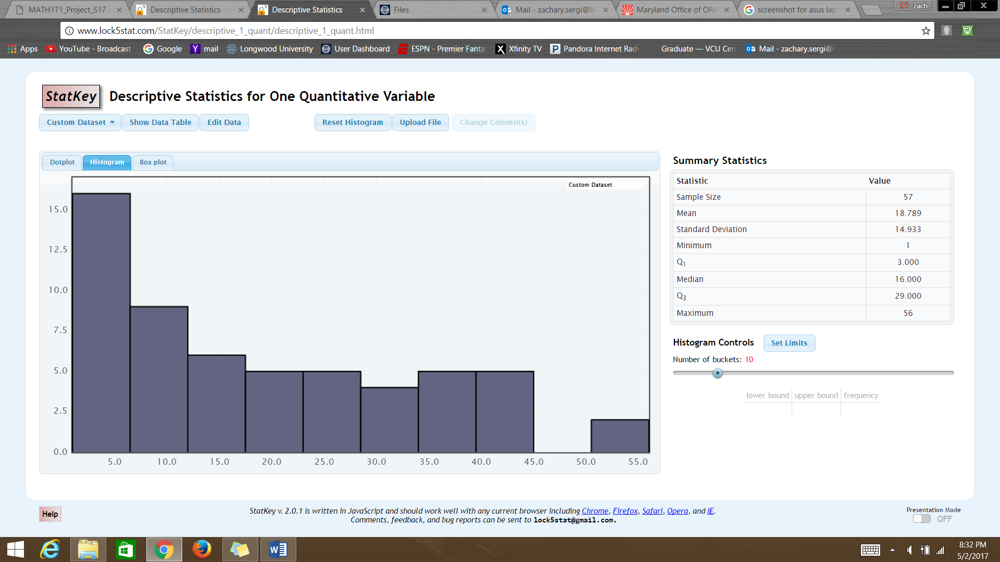 MATH171_Project_S17 Descriptive Statistics Descriptive Statistics Files Mail - zachary.sergi@liv Maryland Office of ORA screenshot for asus lapt zach
www.lock5stat.com/StatKey/descriptive_1_quant/descriptive_1_quant.html
Apps YouTube - Broadcast Google mail Longwood University User Dashboard ESPN - Premier Fanta Xfinity TV Pandora Internet Radi Graduate — VCU Cen Mail - zachary.sergi@l
StatKey Descriptive Statistics for One Quantitative Variable
Custom Dataset Show Data Table Edit Data Reset Histogram Upload File Change Column(s)
Dotplot Histogram Box plot
Custom Dataset
15.0
12.5
10.0
7.5
5.0
2.5
0.0
5.0 10.0 15.0 20.0 25.0 30.0 35.0 40.0 45.0 50.0 55.0
Summary Statistics
Statistic Value
Sample Size 57
Mean 18.789
Standard Deviation 14.933
Minimum 1
Q1 3.000
Median 16.000
Q3 29.000
Maximum 56
Histogram Controls Set Limits
Number of buckets: 10
lower bound upper bound frequency
Help
StatKey v. 2.0.1 is written in JavaScript and should work well with any current browser including Chrome, Firefox, Safari, Opera, and IE.
Comments, feedback, and bug reports can be sent to lock5stat@gmail.com.
Presentation Mode
OFF
8:32 PM
5/2/2017